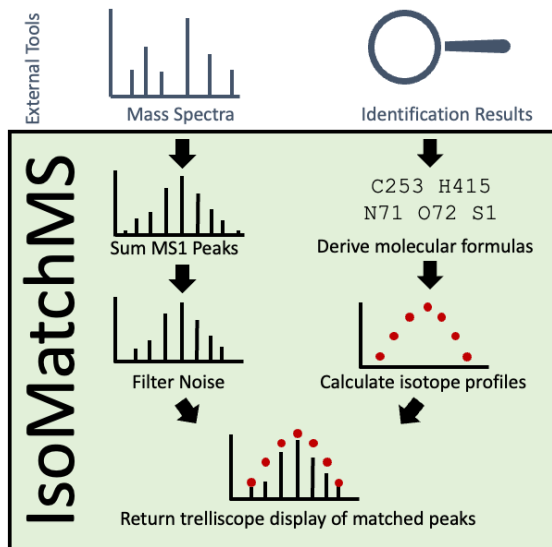 External Tools
Mass Spectra
Identification Results
IsoMatchMS
Sum MS1 Peaks
C253 H415
N71 O72 S1
Derive molecular formulas
Filter Noise
Calculate isotope profiles
Return trelliscope display of matched peaks